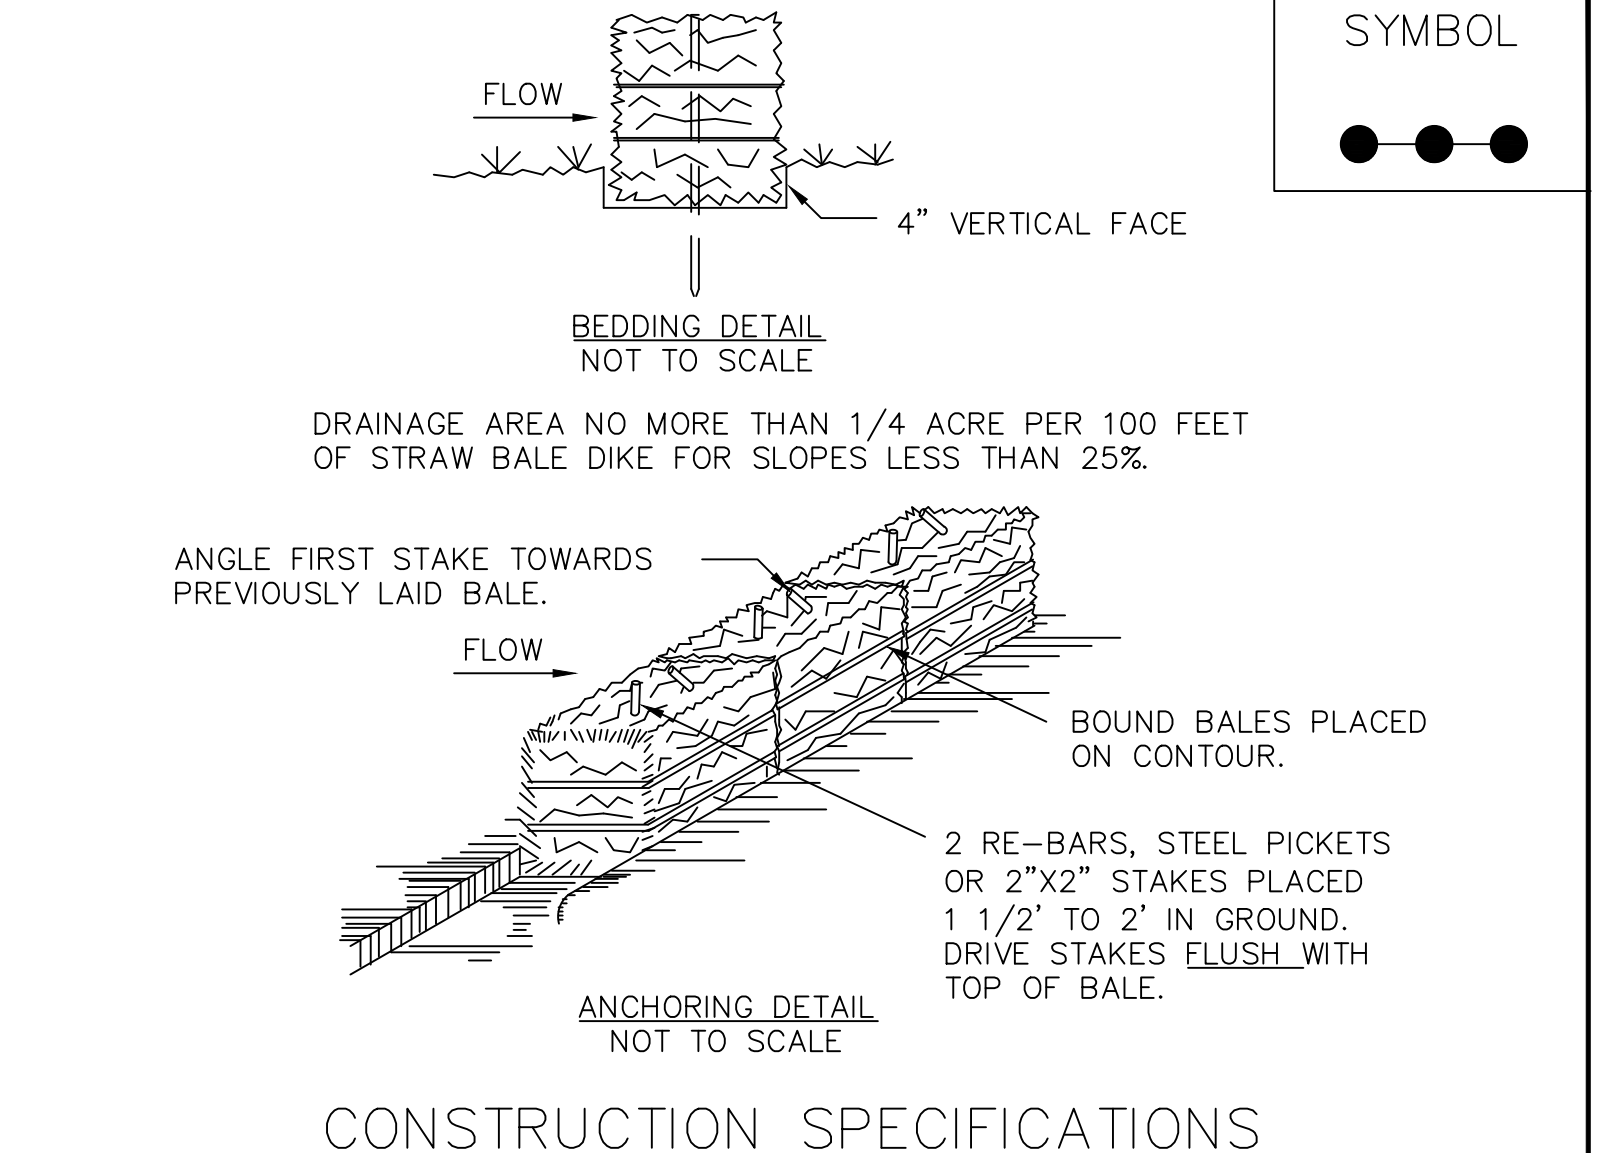 SYMBOL
FLOW
4" VERTICAL FACE
BEDDING DETAIL
NOT TO SCALE
DRAINAGE AREA NO MORE THAN 1/4 ACRE PER 100 FEET
OF STRAW BALE DIKE FOR SLOPES LESS THAN 25%.
ANGLE FIRST STAKE TOWARDS
PREVIOUSLY LAID BALE.
FLOW
BOUND BALES PLACED
ON CONTOUR.
2 RE-BARS, STEEL PICKETS
OR 2"X2" STAKES PLACED
1 1/2' TO 2' IN GROUND.
DRIVE STAKES FLUSH WITH
TOP OF BALE.
ANCHORING DETAIL
NOT TO SCALE
CONSTRUCTION SPECIFICATIONS